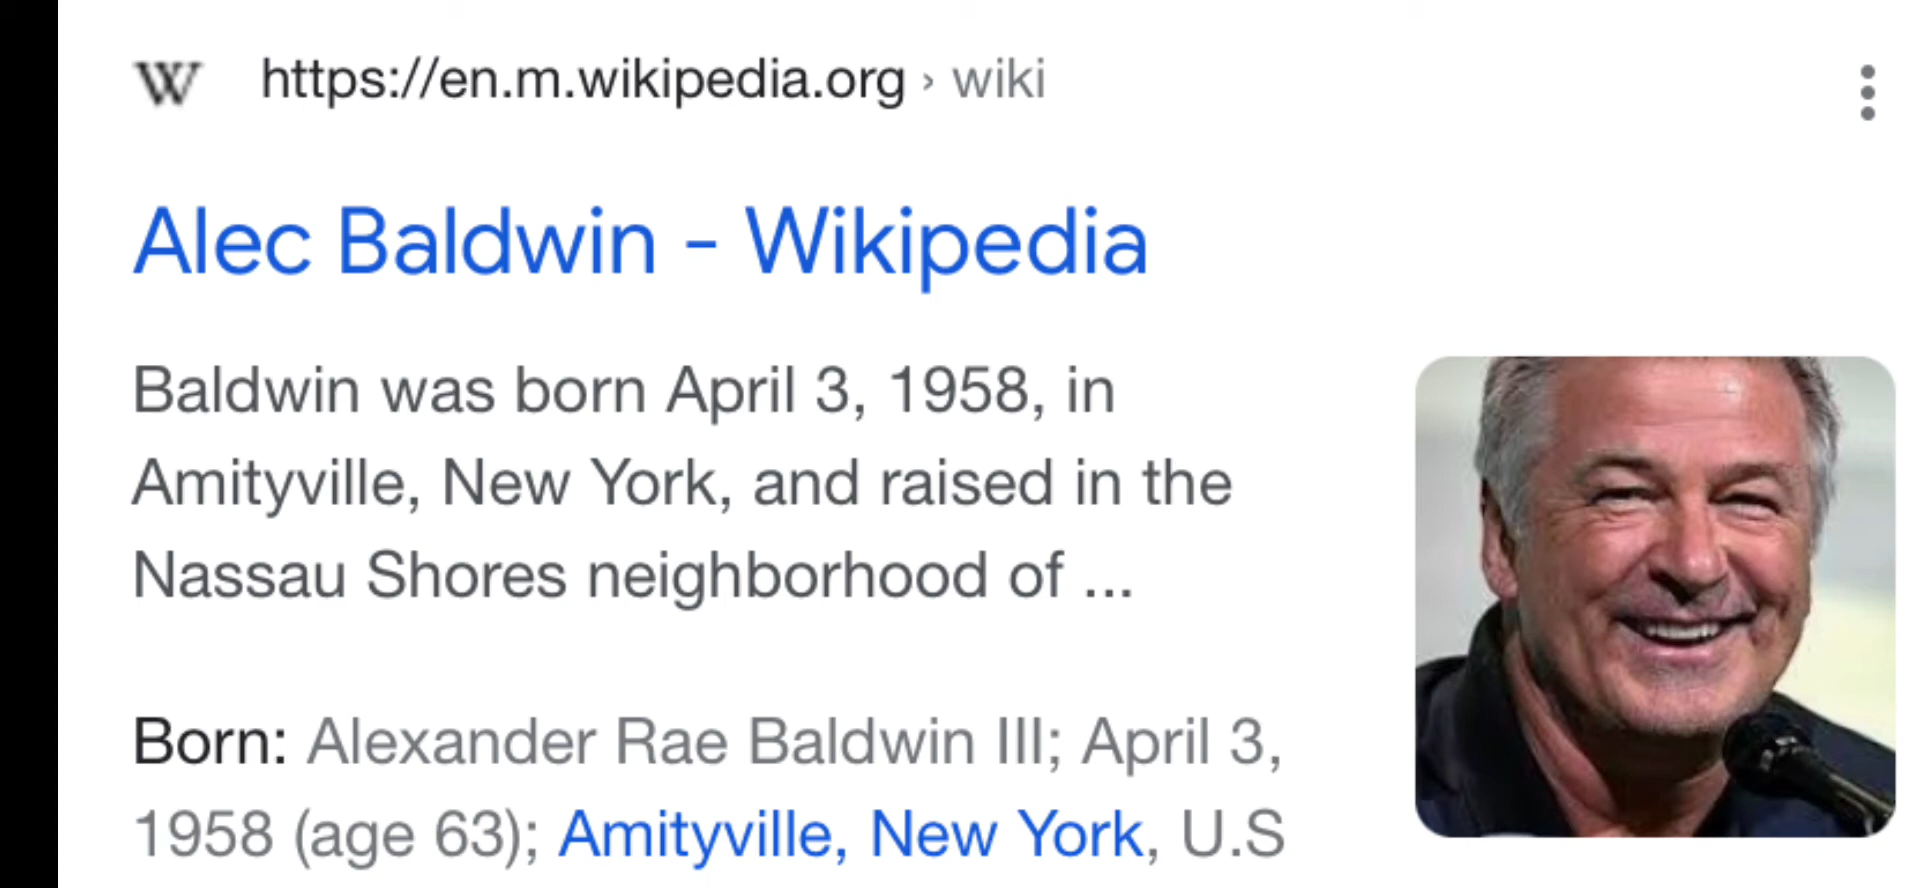 W https://en.m.wikipedia.org › wiki
Alec Baldwin - Wikipedia
Baldwin was born April 3, 1958, in
Amityville, New York, and raised in the
Nassau Shores neighborhood of ...
Born: Alexander Rae Baldwin III; April 3,
1958 (age 63); Amityville, New York, U.S